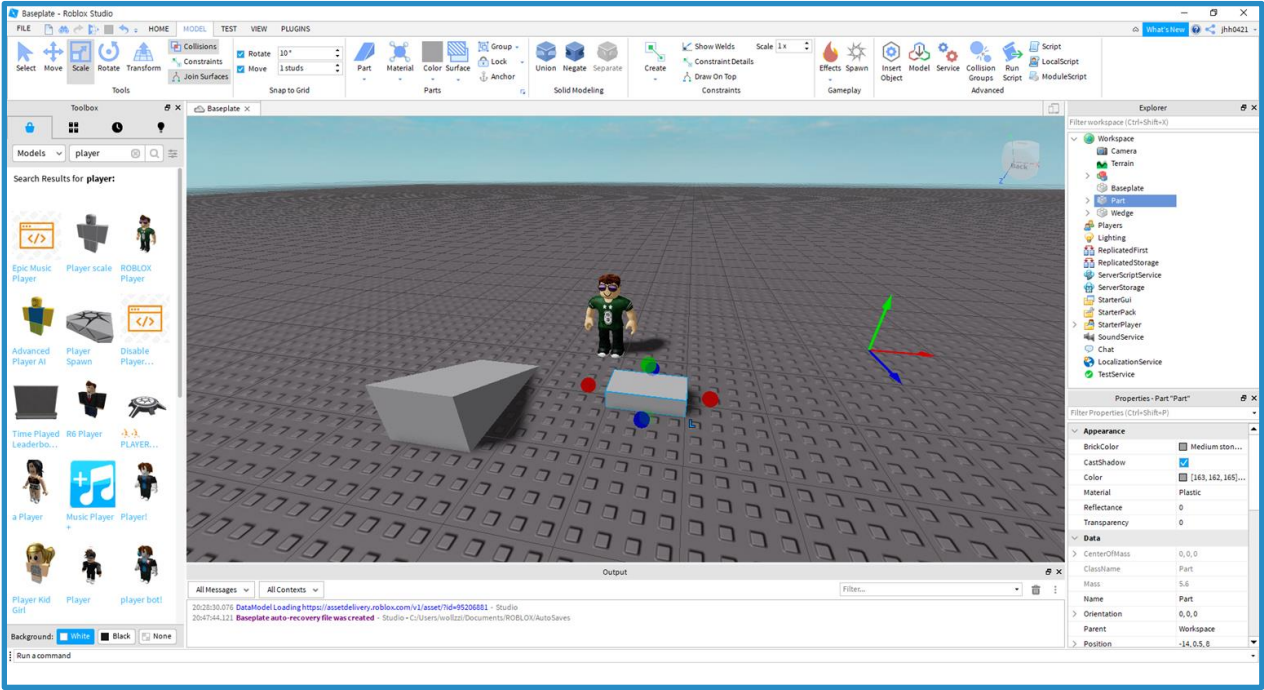 Baseplate - Roblox Studio
FILE HOME MODEL TEST VIEW PLUGINS
What's New jhh0421
Select Move Scale Rotate Transform
Collisions
Constraints
Join Surfaces
Tools
Rotate 10°
Move 1 studs
Snap to Grid
Part Material Color Surface
Group
Lock
Anchor
Parts
Union Negate Separate
Solid Modeling
Create
Show Welds Scale 1x
Constraint Details
Draw On Top
Constraints
Effects Spawn
Gameplay
Insert Object
Model
Service
Collision Groups
Run Script
Script
LocalScript
ModuleScript
Advanced
Toolbox
Models player
Search Results for player:
Epic Music Player
Player scale
ROBLOX Player
Advanced Player AI
Player Spawn
Disable Player...
Time Played Leaderbo...
R6 Player
PLAYER...
a Player
Music Player +
Player!
Player Kid Girl
Player
player bot!
Background: White Black None
Baseplate
Back
Z
L
Output
All Messages All Contexts Filter...
20:28:30.076 DataModel Loading https://assetdelivery.roblox.com/v1/asset/?id=95206881 - Studio
20:47:44.121 Baseplate auto-recovery file was created - Studio - C:/Users/wolizzi/Documents/ROBLOX/AutoSaves
Explorer
Filter workspace (Ctrl+Shift+X)
Workspace
Camera
Terrain
Baseplate
Part
Wedge
Players
Lighting
ReplicatedFirst
ReplicatedStorage
ServerScriptService
ServerStorage
StarterGui
StarterPack
StarterPlayer
SoundService
Chat
LocalizationService
TestService
Properties - Part "Part"
Filter Properties (Ctrl+Shift+P)
Appearance
BrickColor Medium ston...
CastShadow
Color [163, 162, 165]...
Material Plastic
Reflectance 0
Transparency 0
Data
CenterOfMass 0, 0, 0
ClassName Part
Mass 5.6
Name Part
Orientation 0, 0, 0
Parent Workspace
Position -14, 0.5, 8
Run a command